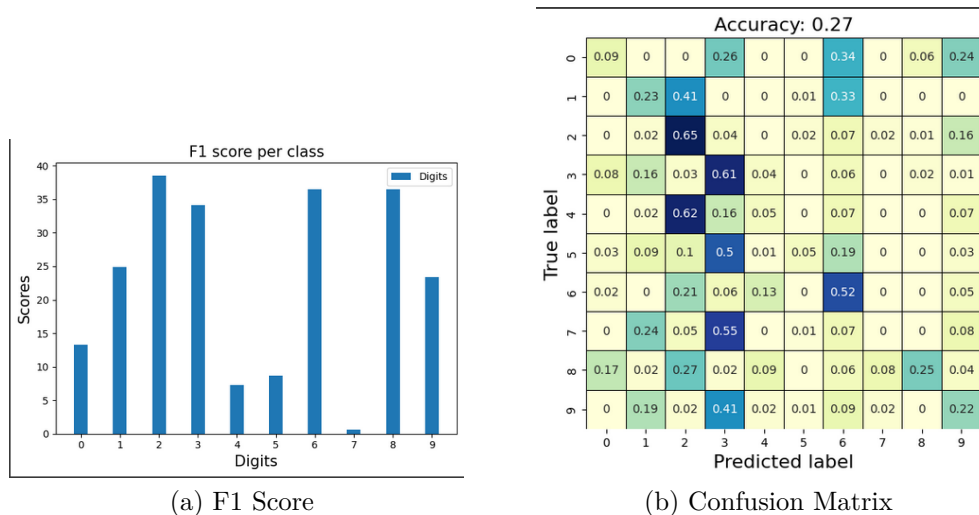 F1 score per class
Digits
40
35
30
25
20
15
10
5
0
Scores
0 1 2 3 4 5 6 7 8 9
Digits
(a) F1 Score
Accuracy: 0.27
0 0.09 0 0 0.26 0 0 0.34 0 0.06 0.24
1 0 0.23 0.41 0 0 0.01 0.33 0 0 0
2 0 0.02 0.65 0.04 0 0.02 0.07 0.02 0.01 0.16
3 0.08 0.16 0.03 0.61 0.04 0 0.06 0 0.02 0.01
4 0 0.02 0.62 0.16 0.05 0 0.07 0 0 0.07
5 0.03 0.09 0.1 0.5 0.01 0.05 0.19 0 0 0.03
6 0.02 0 0.21 0.06 0.13 0 0.52 0 0 0.05
7 0 0.24 0.05 0.55 0 0.01 0.07 0 0 0.08
8 0.17 0.02 0.27 0.02 0.09 0 0.06 0.08 0.25 0.04
9 0 0.19 0.02 0.41 0.02 0.01 0.09 0.02 0 0.22
True label
0 1 2 3 4 5 6 7 8 9
Predicted label
(b) Confusion Matrix